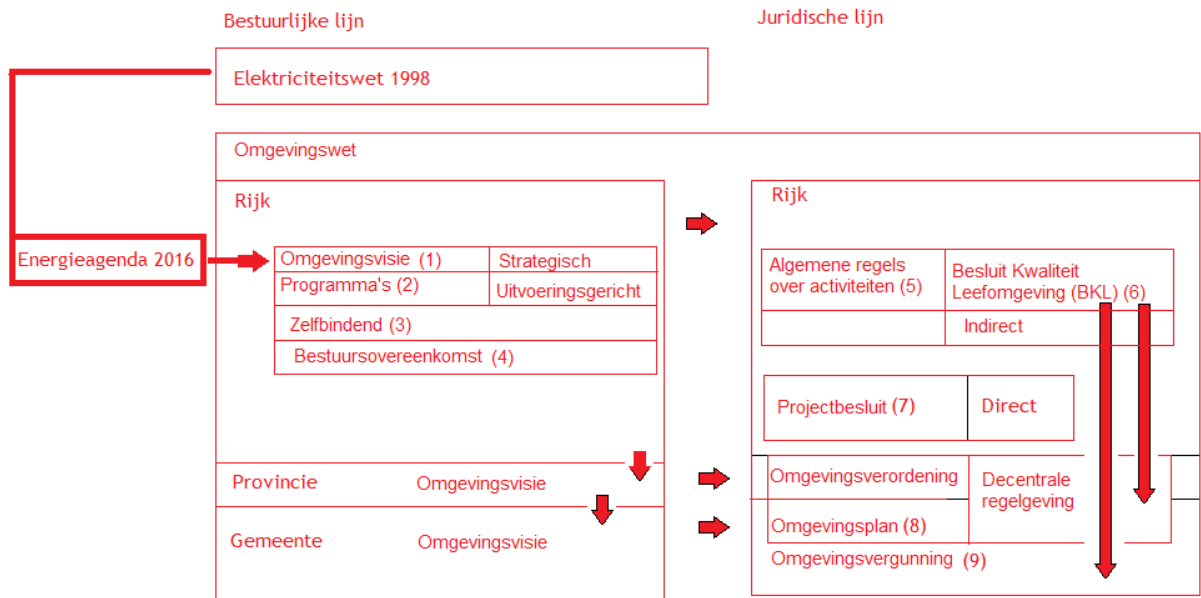 Bestuurlijke lijn
Juridische lijn
Elektriciteitswet 1998
Omgevingswet
Rijk
Energieagenda 2016
Omgevingsvisie (1)
Strategisch
Programma's (2)
Uitvoeringsgericht
Zelfbindend (3)
Bestuursovereenkomst (4)
Rijk
Algemene regels
over activiteiten (5)
Besluit Kwaliteit
Leefomgeving (BKL) (6)
Indirect
Projectbesluit (7)
Direct
Provincie
Omgevingsvisie
Omgevingsverordening
Decentrale
regelgeving
Gemeente
Omgevingsvisie
Omgevingsplan (8)
Omgevingsvergunning (9)